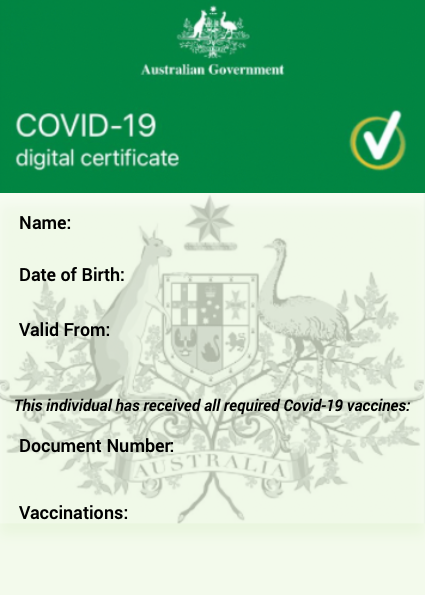 Australian Government
COVID-19
digital certificate
Name:
Date of Birth:
Valid From:
This individual has received all required Covid-19 vaccines:
Document Number:
AUSTRALIA
Vaccinations: